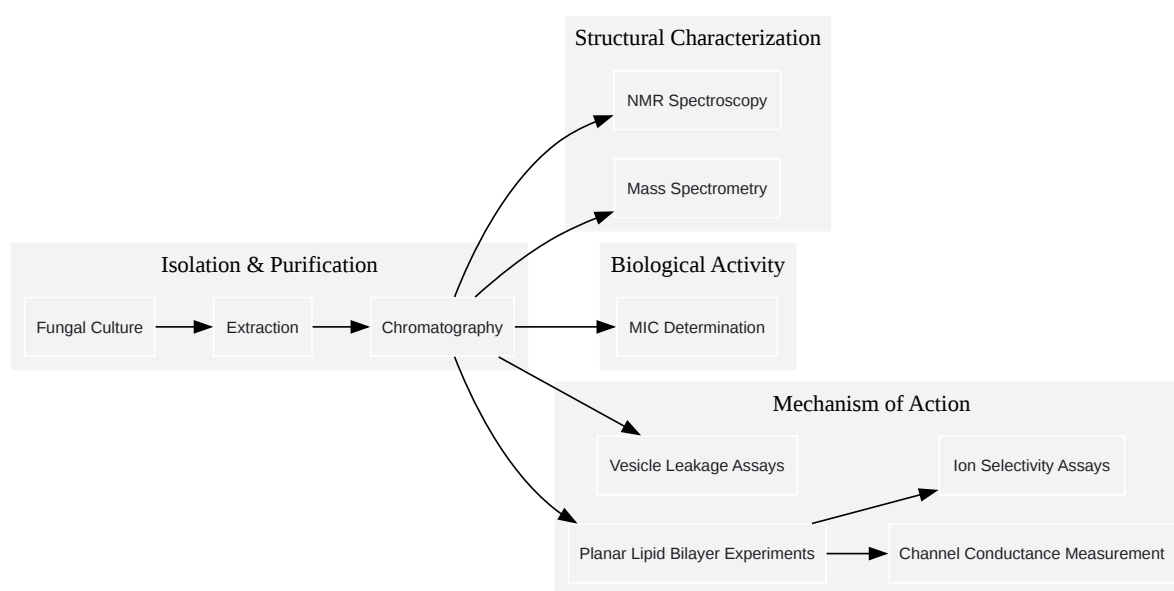 Structural Characterization
NMR Spectroscopy
Mass Spectrometry
Isolation & Purification
Fungal Culture
Extraction
Chromatography
Biological Activity
MIC Determination
Mechanism of Action
Vesicle Leakage Assays
Ion Selectivity Assays
Planar Lipid Bilayer Experiments
Channel Conductance Measurement